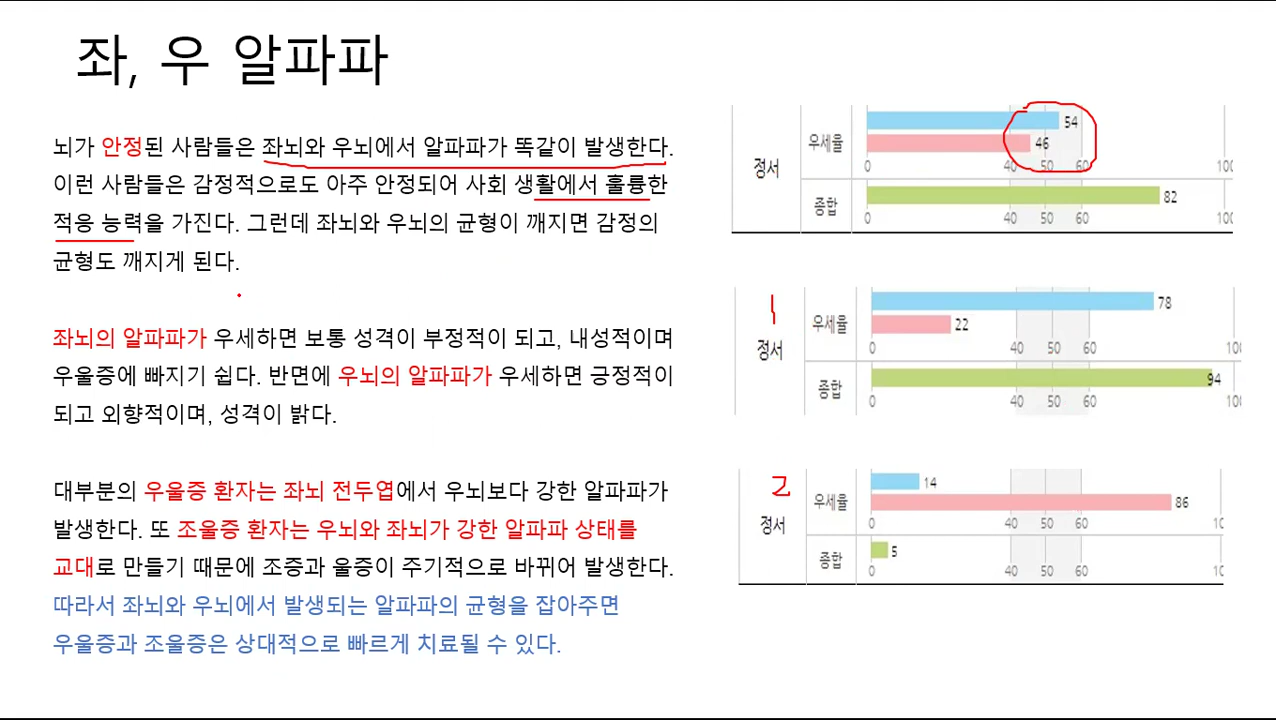 좌, 우 알파파
뇌가 안정된 사람들은 좌뇌와 우뇌에서 알파파가 똑같이 발생한다.
이런 사람들은 감정적으로도 아주 안정되어 사회 생활에서 훌륭한
적응 능력을 가진다. 그런데 좌뇌와 우뇌의 균형이 깨지면 감정의
균형도 깨지게 된다.
좌뇌의 알파파가 우세하면 보통 성격이 부정적이 되고, 내성적이며
우울증에 빠지기 쉽다. 반면에 우뇌의 알파파가 우세하면 긍정적이
되고 외향적이며, 성격이 밝다.
대부분의 우울증 환자는 좌뇌 전두엽에서 우뇌보다 강한 알파파가
발생한다. 또 조울증 환자는 우뇌와 좌뇌가 강한 알파파 상태를
교대로 만들기 때문에 조증과 울증이 주기적으로 바뀌어 발생한다.
따라서 좌뇌와 우뇌에서 발생되는 알파파의 균형을 잡아주면
우울증과 조울증은 상대적으로 빠르게 치료될 수 있다.
54
우세율 46
정서
0 40 50 60 100
종합 82
0 40 50 60 100
1
78
우세율 22
정서
0 40 50 60 100
종합 94
0 40 50 60 100
2
14
우세율 86
정서
0 40 50 60 10
종합 5
0 40 50 60 10